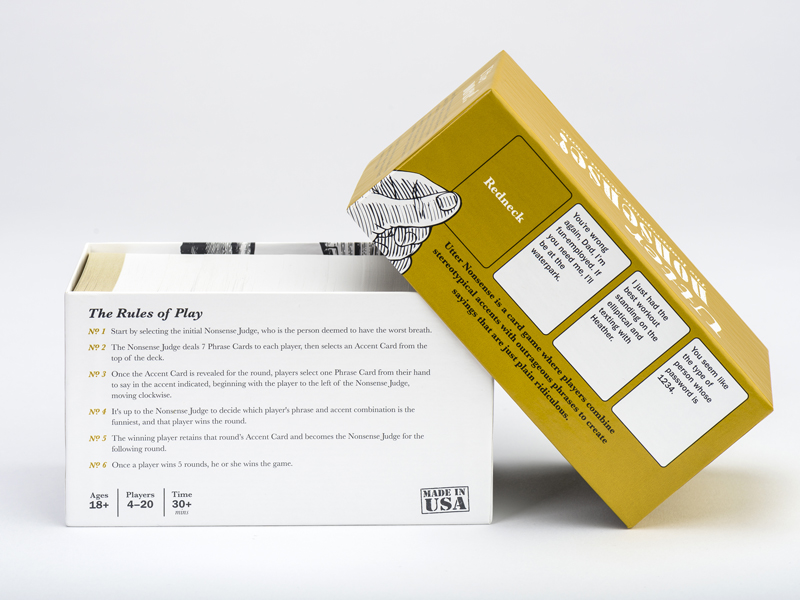 The Rules of Play
Nº 1 Start by selecting the initial Nonsense Judge, who is the person deemed to have the worst breath.
Nº 2 The Nonsense Judge deals 7 Phrase Cards to each player, then selects an Accent Card from the
top of the deck.
Nº 3 Once the Accent Card is revealed for the round, players select one Phrase Card from their hand
to say in the accent indicated, beginning with the player to the left of the Nonsense Judge,
moving clockwise.
Nº 4 It's up to the Nonsense Judge to decide which player's phrase and accent combination is the
funniest, and that player wins the round.
Nº 5 The winning player retains that round's Accent Card and becomes the Nonsense Judge for the
following round.
Nº 6 Once a player wins 5 rounds, he or she wins the game.
Ages
18+
Players
4–20
Time
30+
mins
MADE IN
USA
Redneck
You're wrong
again, Dad, I'm
fun-employed. If
you need me, I'll
be at the
waterpark.
I just had the
best workout
standing on the
elliptical and
texting with
Heather.
You seem like
the type of
person whose
password is
1234.
Utter Nonsense is a card game where players combine
stereotypical accents with outrageous phrases to create
sayings that are just plain ridiculous.
Utter
Nonsense